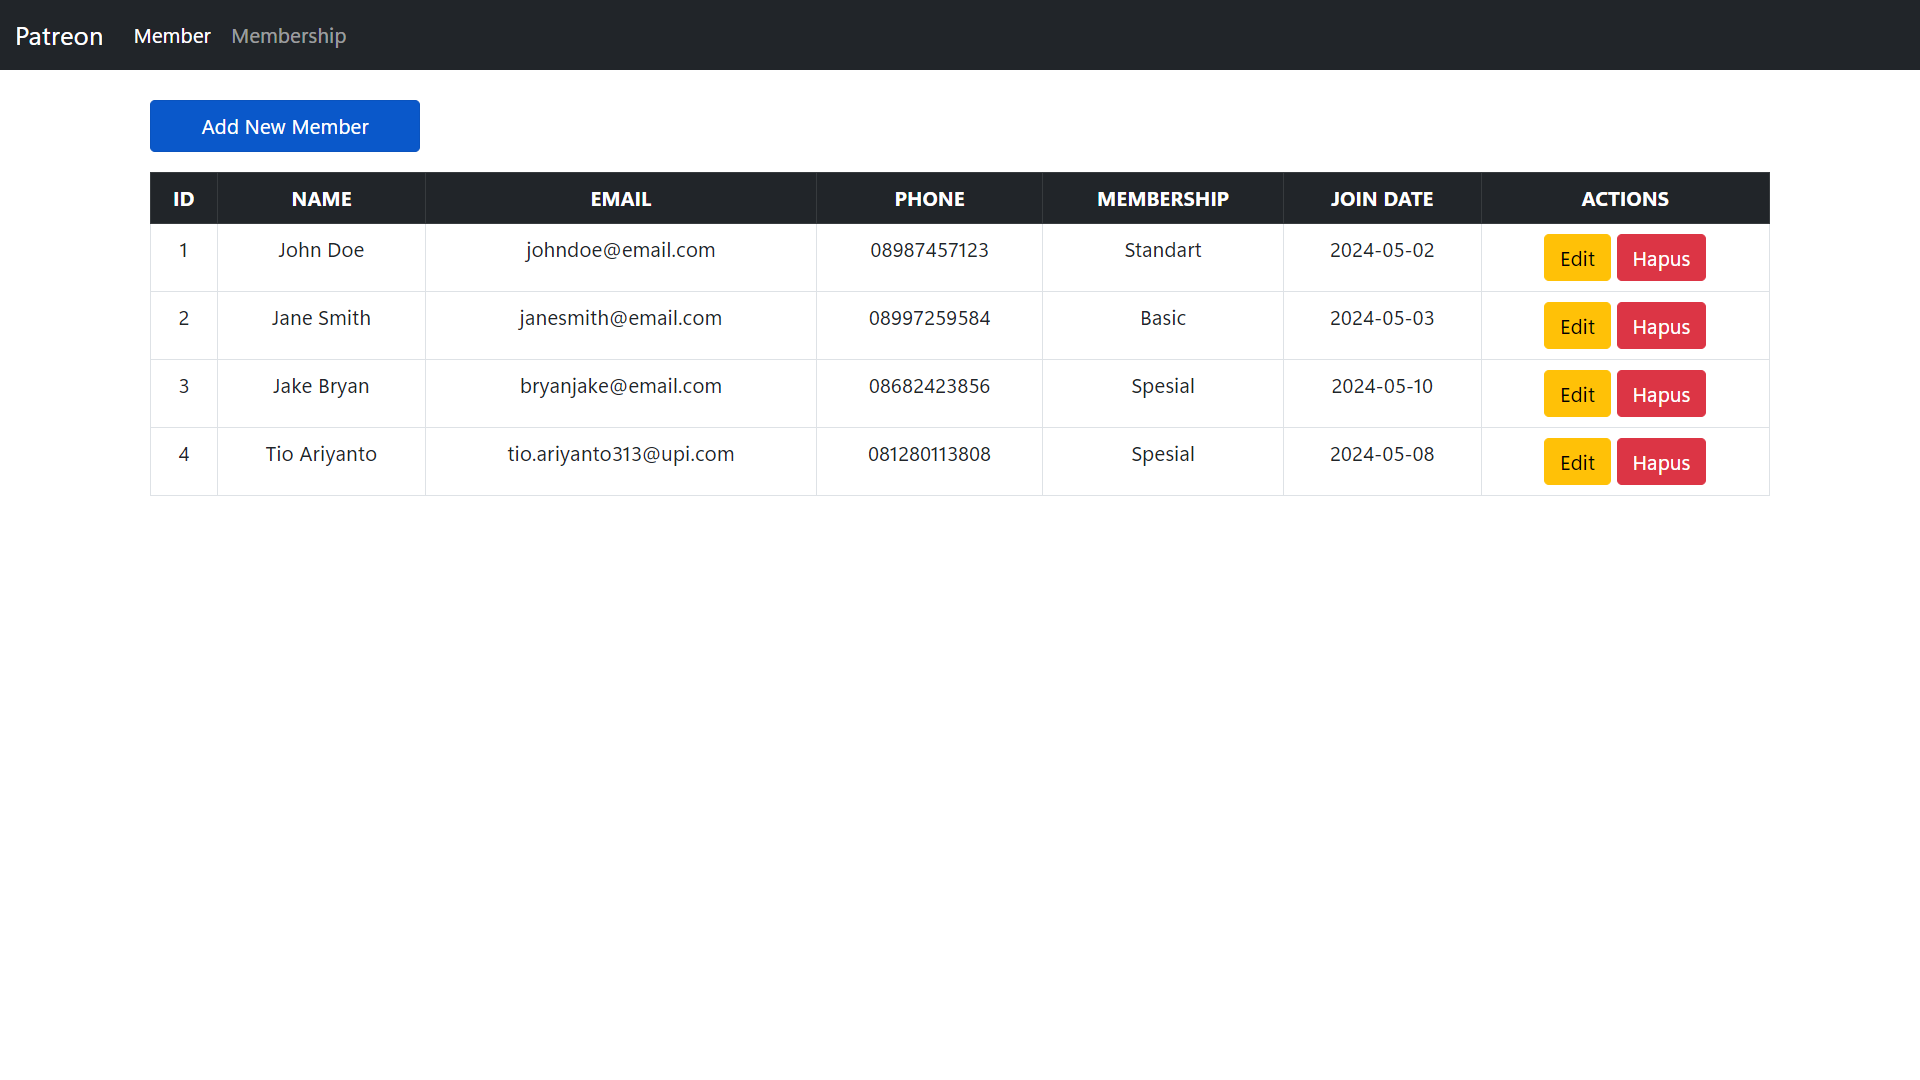 Patreon Member Membership
Add New Member
ID NAME EMAIL PHONE MEMBERSHIP JOIN DATE ACTIONS
1 John Doe johndoe@email.com 08987457123 Standart 2024-05-02 Edit Hapus
2 Jane Smith janesmith@email.com 08997259584 Basic 2024-05-03 Edit Hapus
3 Jake Bryan bryanjake@email.com 08682423856 Spesial 2024-05-10 Edit Hapus
4 Tio Ariyanto tio.ariyanto313@upi.com 081280113808 Spesial 2024-05-08 Edit Hapus